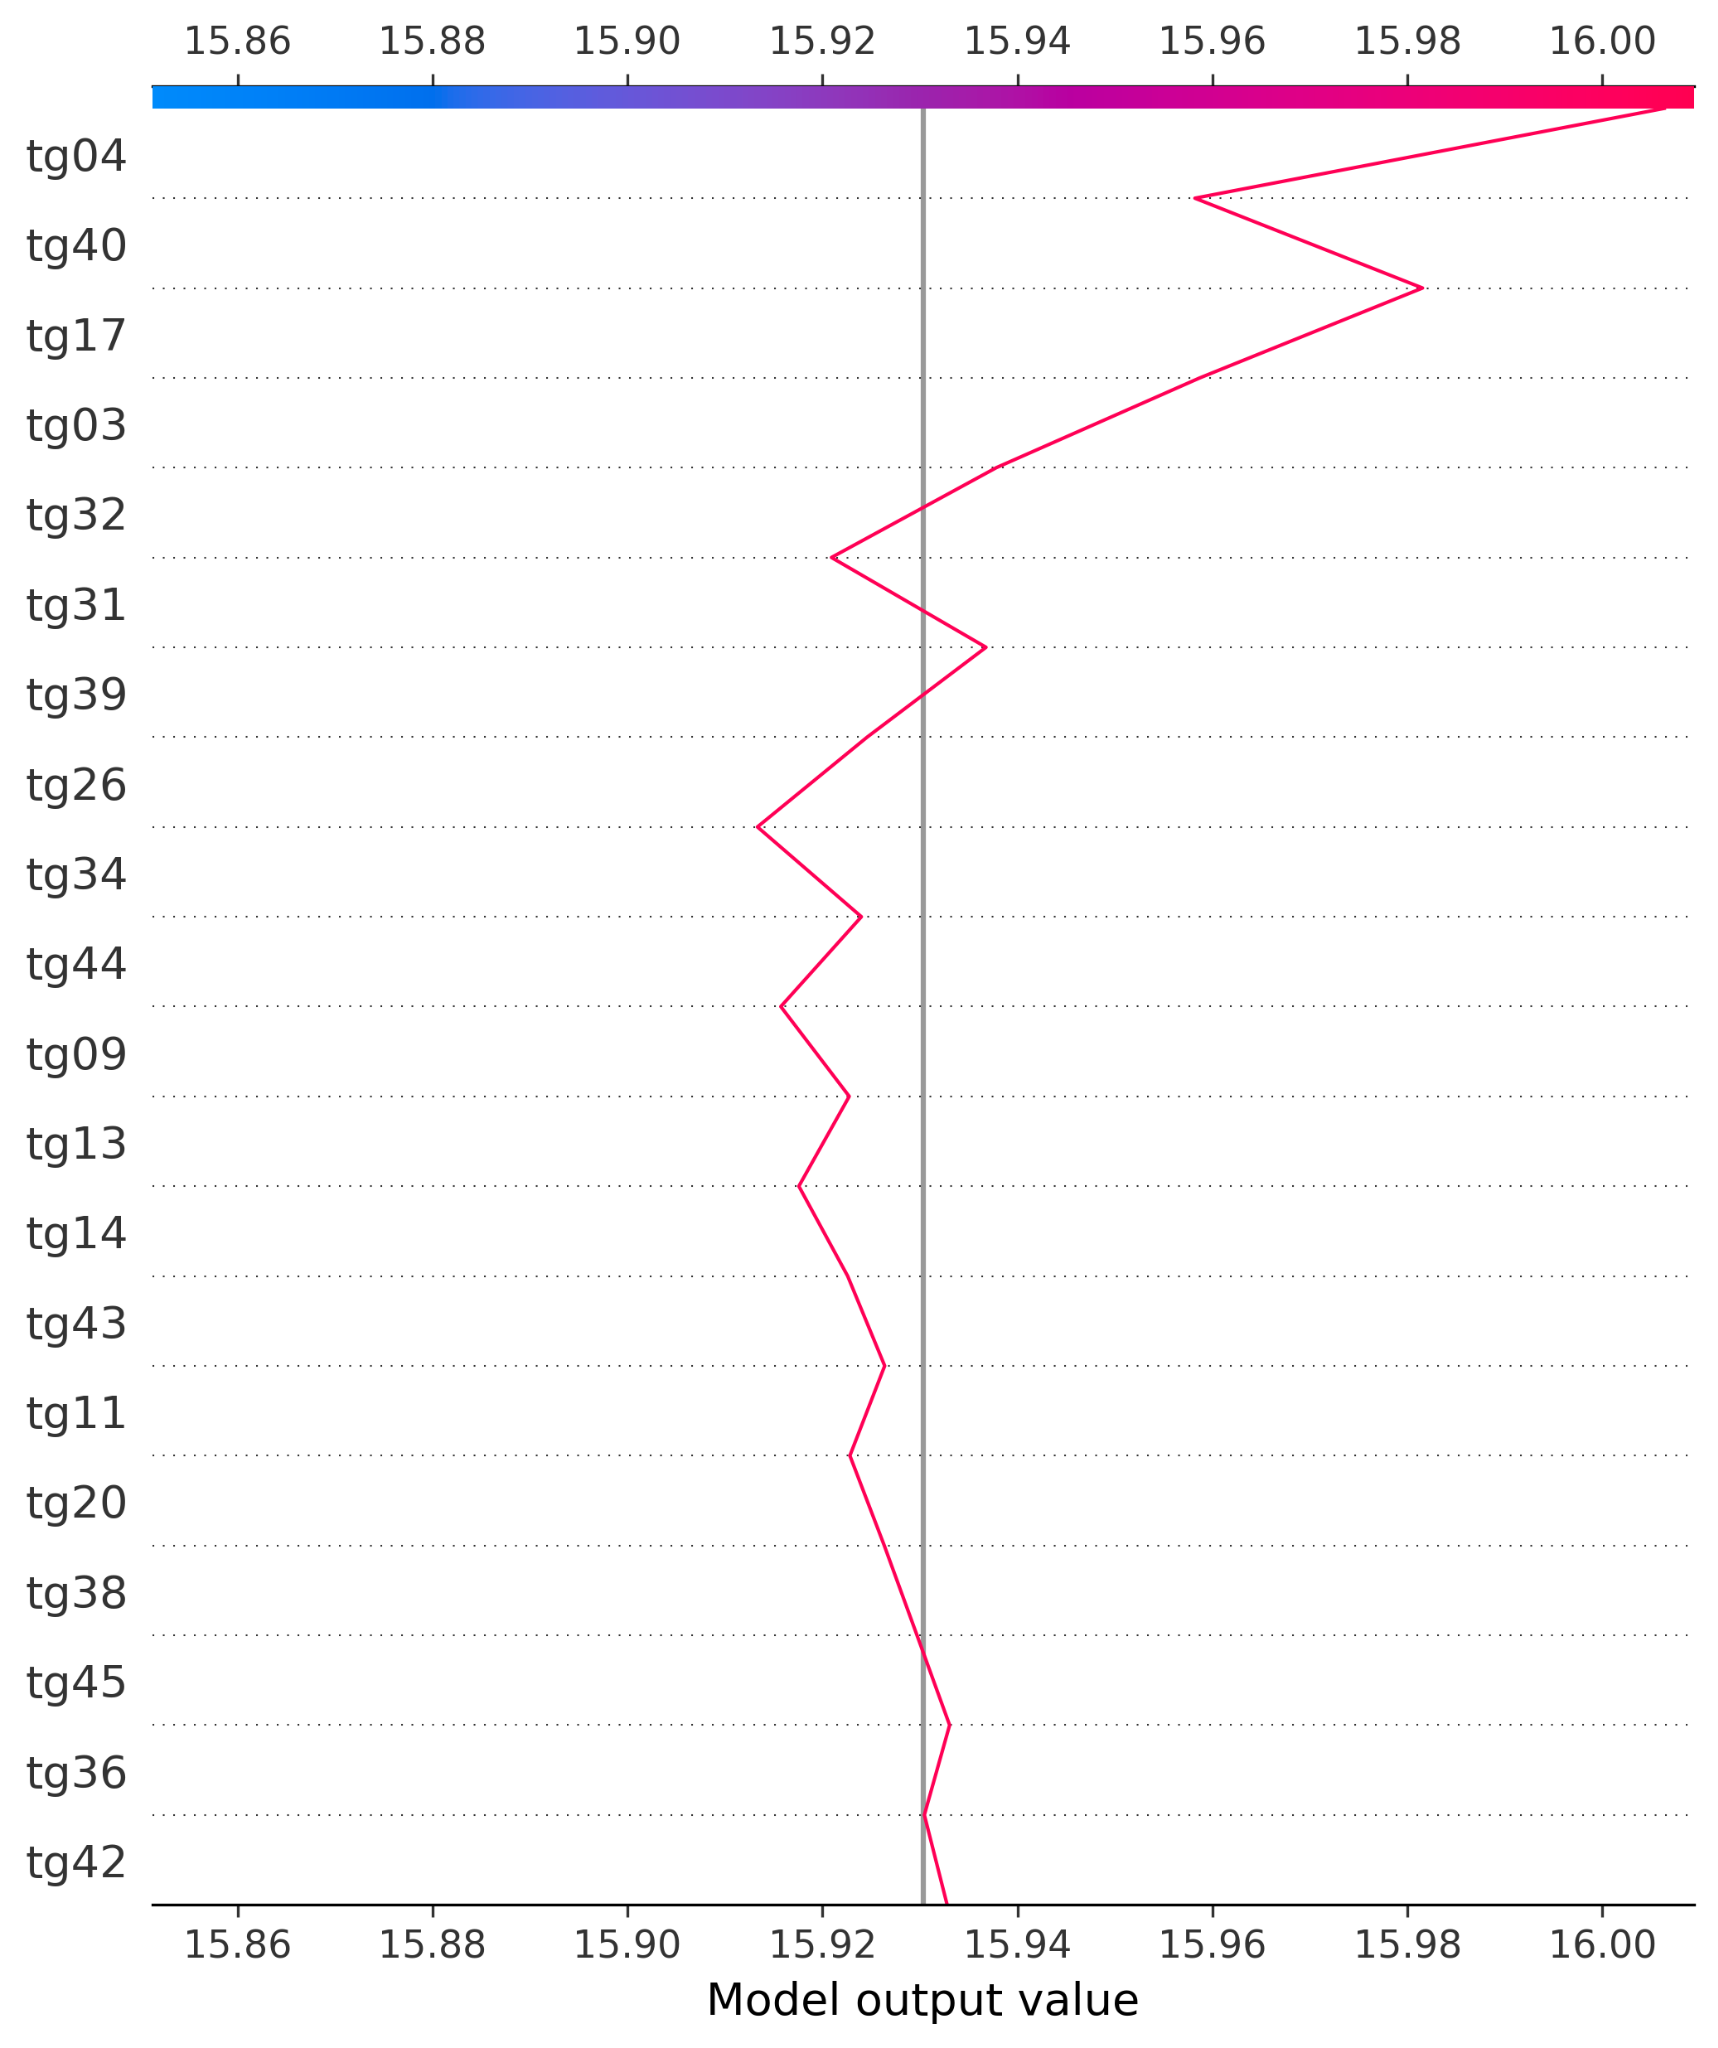 15.86 15.88 15.90 15.92 15.94 15.96 15.98 16.00
tg04
tg40
tg17
tg03
tg32
tg31
tg39
tg26
tg34
tg44
tg09
tg13
tg14
tg43
tg11
tg20
tg38
tg45
tg36
tg42
15.86 15.88 15.90 15.92 15.94 15.96 15.98 16.00
Model output value